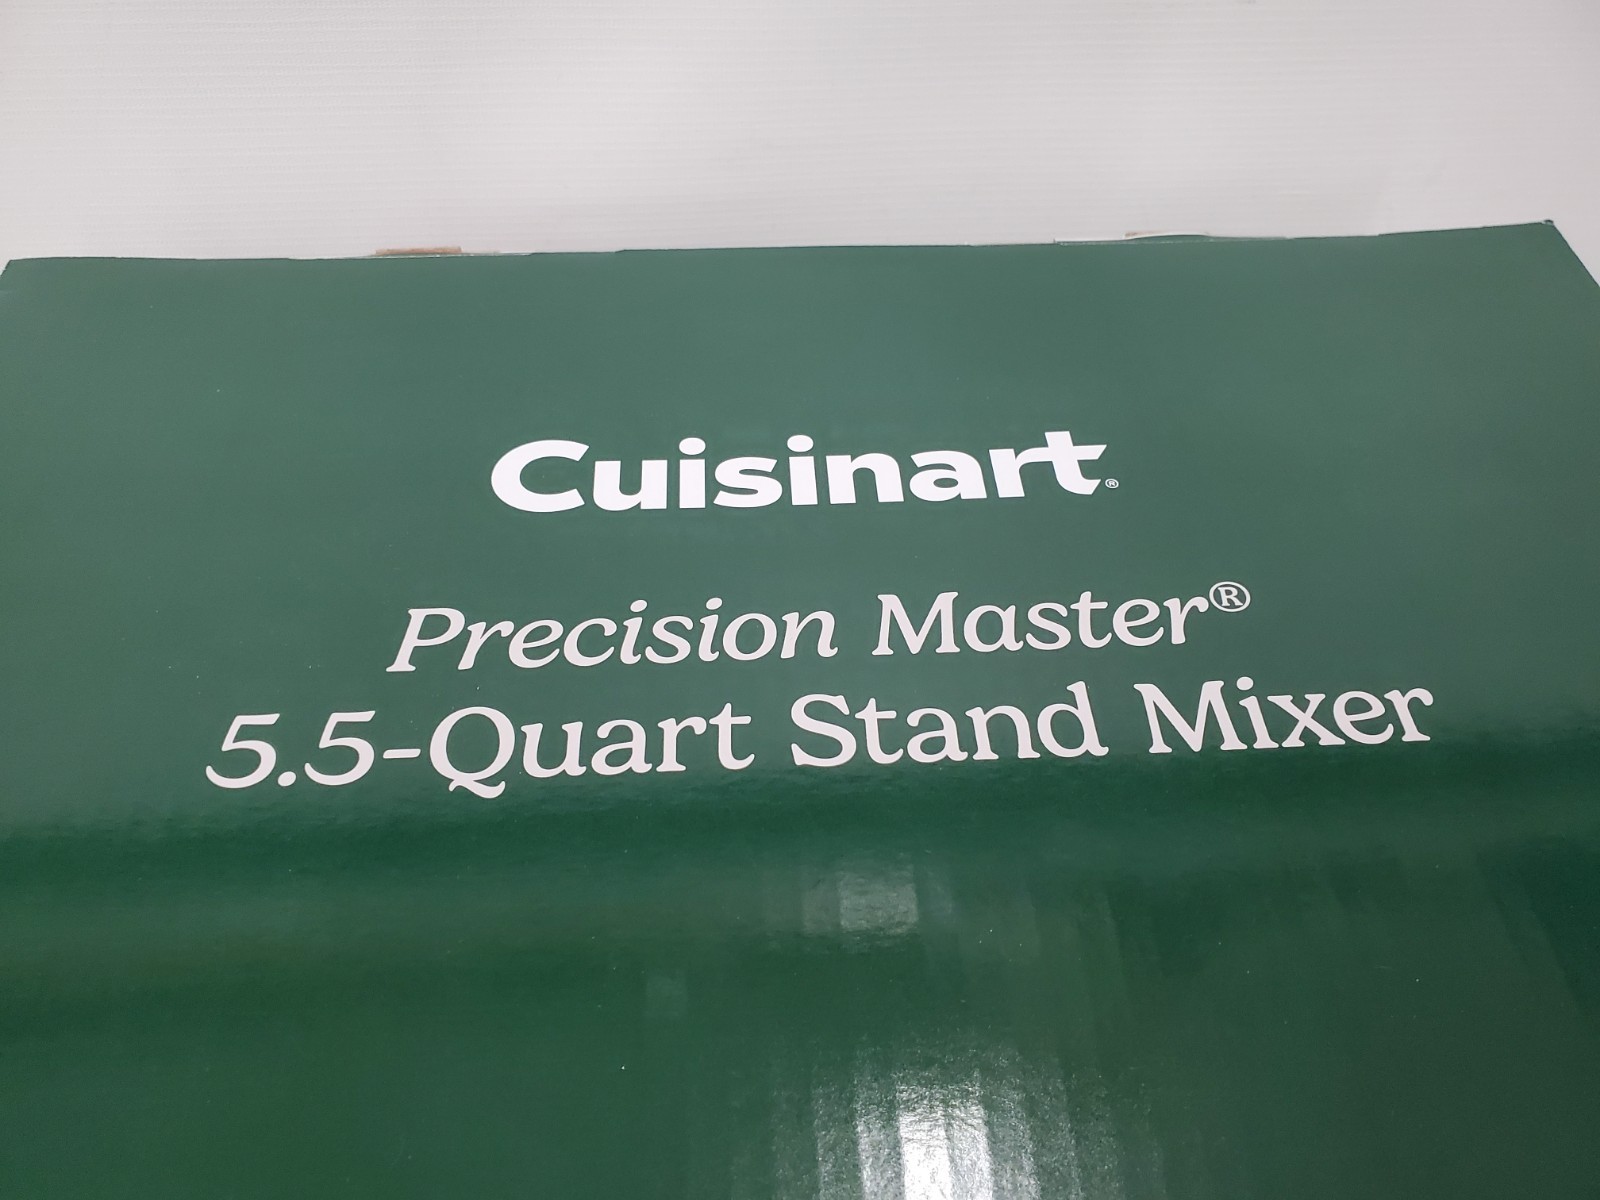 Cuisinart®
Precision Master®
5.5-Quart Stand Mixer